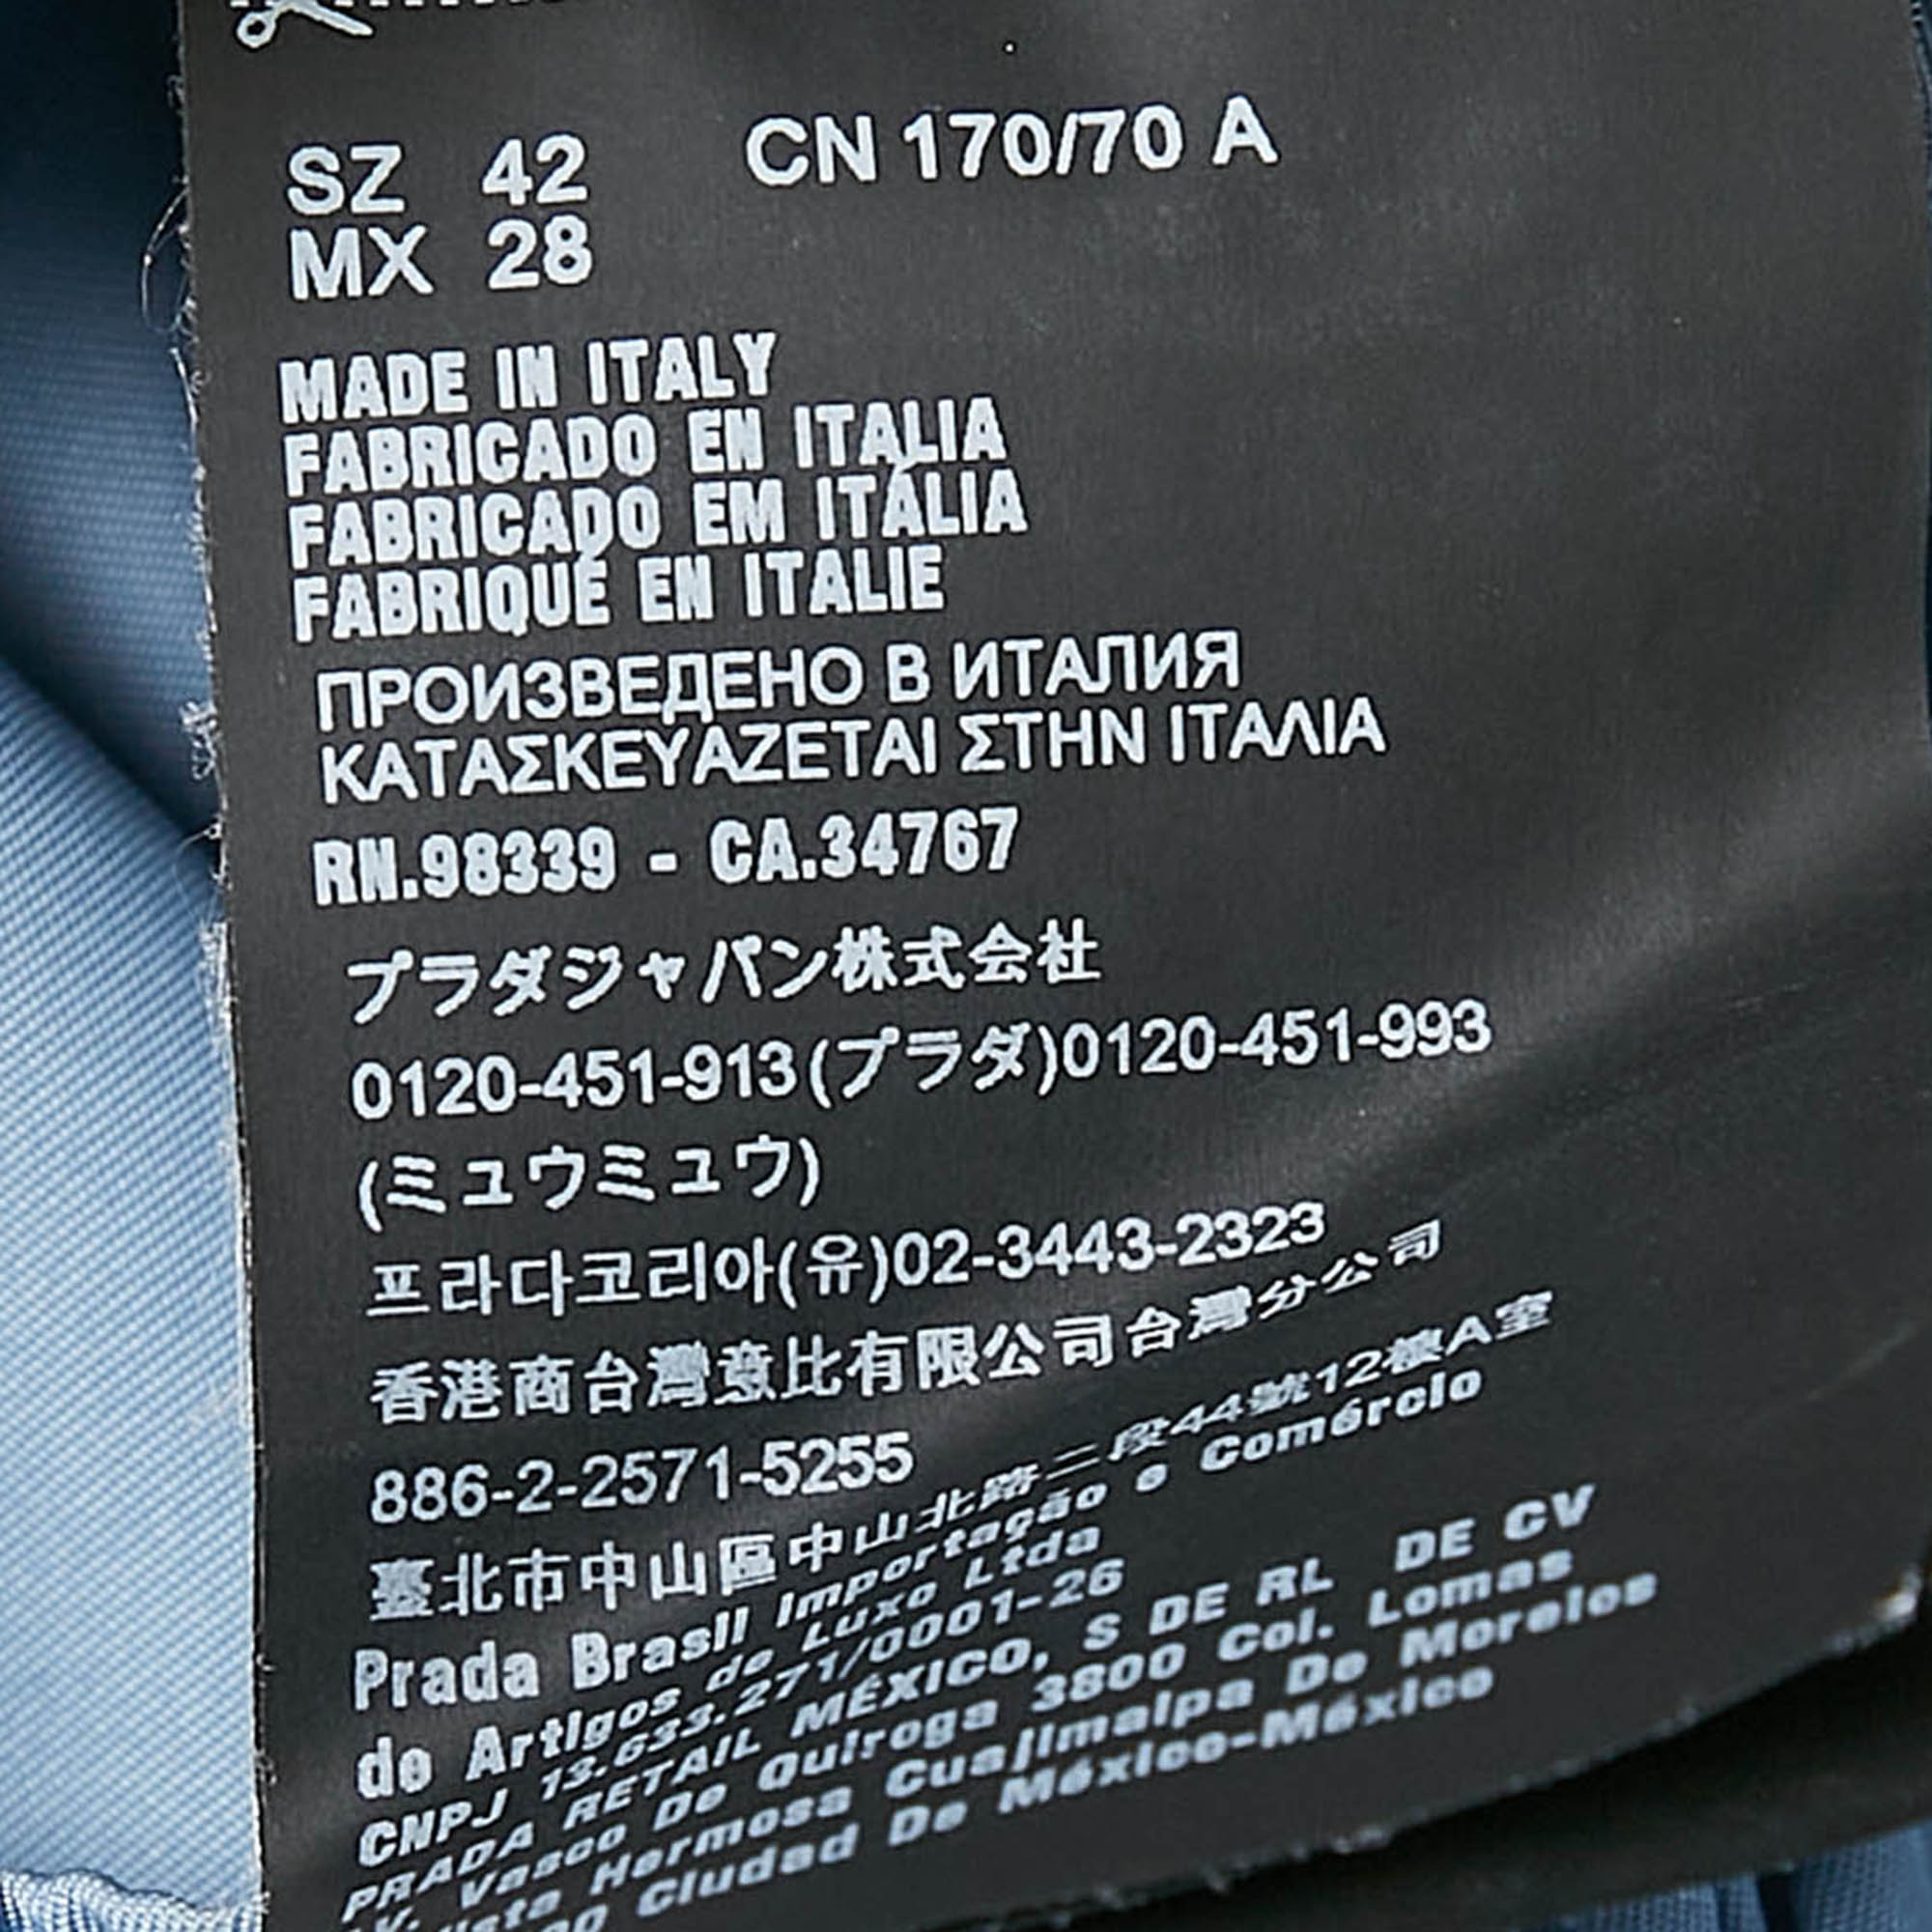 SZ 42 CN 170/70 A
MX 28
MADE IN ITALY
FABRICADO EN ITALIA
FABRICADO EM ITÁLIA
FABRIQUÉ EN ITALIE
ПРОИЗВЕДЕНО В ИТАЛИЯ
ΚΑΤΑΣΚΕΥΑΖΕΤΑΙ ΣΤΗΝ ΙΤΑΛΙΑ
RN.98339 - CA.34767
プラダジャパン株式会社
0120-451-913(プラダ)0120-451-993
(ミュウミュウ)
프라다코리아(유)02-3443-2323
香港商台灣意比有限公司台灣分公司
886-2-2571-5255
臺北市中山區中山北路二段44號12樓A室
Prada Brasil Importação e Comércio
de Artigos de Luxo Ltda
CNPJ 13.633.271/0001-26
PRADA RETAIL MÉXICO, S DE RL DE CV
V. Vasco De Quiroga 3800 Col. Lomas
Hermosa Cuajimalpa De Morelos
Ciudad De México-México